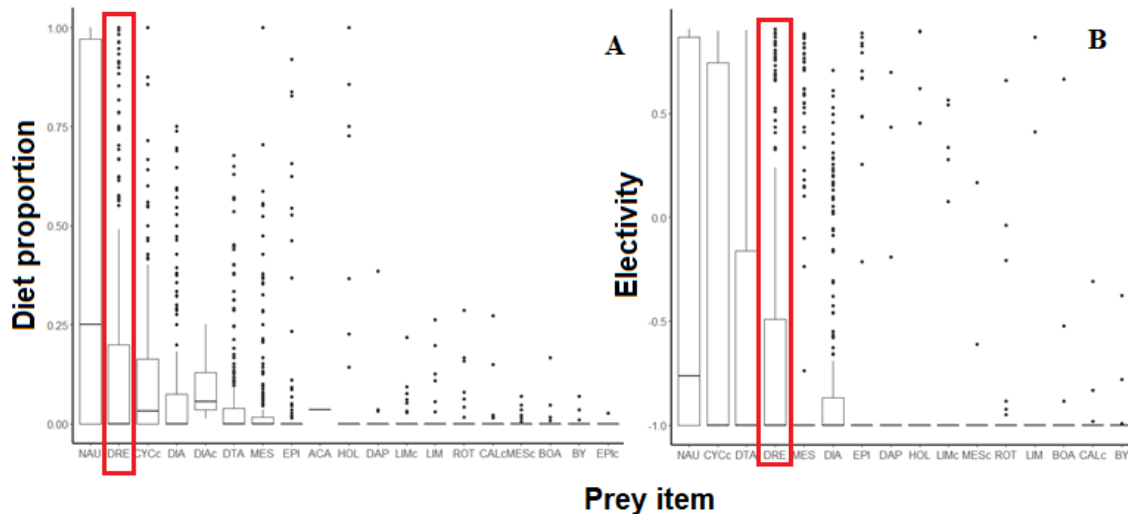 A
Diet proportion
1.00
0.75
0.50
0.25
0.00
NAU DRE CYCc DIA DIAc DTA MES EPI ACA HOL DAP LIMc LIM ROT CALc MESc BOA BY EPIc
B
Electivity
0.5
0.0
-0.5
-1.0
NAU CYCc DTA DRE MES DIA EPI DAP HOL LIMc MESc ROT LIM BOA CALc BY
Prey item